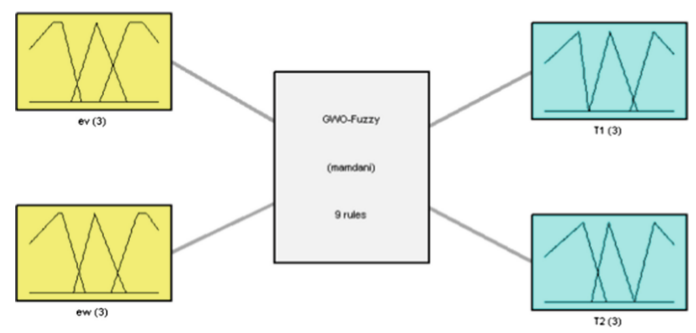 ev (3)
ew (3)
GWO-Fuzzy
(mamdani)
9 rules
T1 (3)
T2 (3)